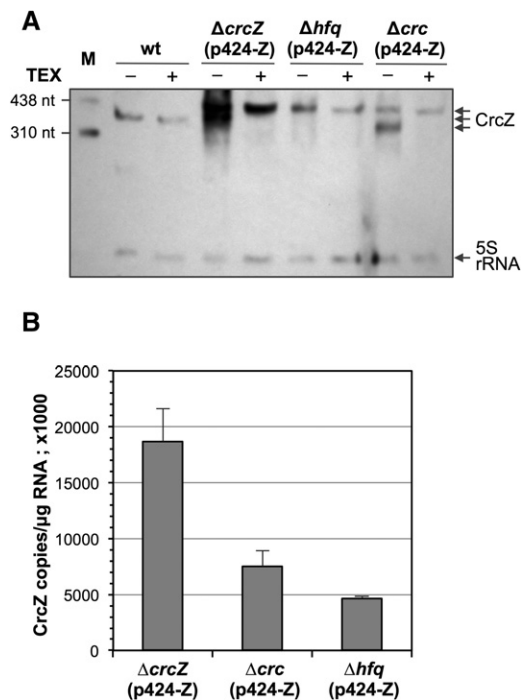 A
M
wt
ΔcrcZ
(p424-Z)
Δhfq
(p424-Z)
Δcrc
(p424-Z)
TEX
− + − + − + − +
438 nt
310 nt
CrcZ
5S
rRNA
B
CrcZ copies/µg RNA ; x1000
25000
20000
15000
10000
5000
0
ΔcrcZ
(p424-Z)
Δcrc
(p424-Z)
Δhfq
(p424-Z)